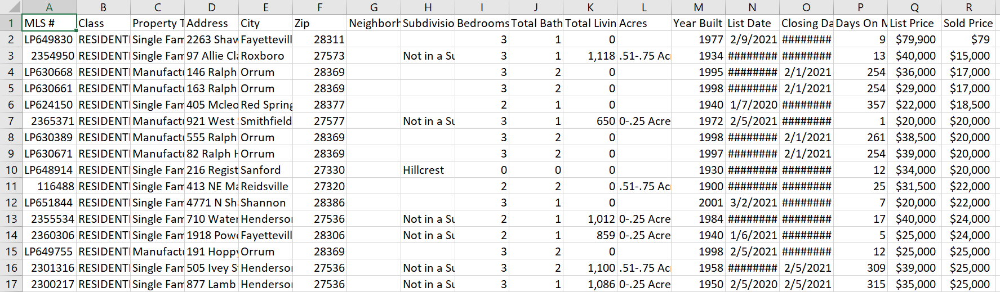 A B C D E F G H I J K L M N O P Q R
1 MLS # Class Property T Address City Zip Neighborh Subdivisio Bedrooms Total Bath Total Livin Acres Year Built List Date Closing Da Days On M List Price Sold Price
2 LP649830 RESIDENTI Single Fam 2263 Shaw Fayettevill 28311 3 1 0 1977 2/9/2021 ######## 9 $79,900 $79
3 2354950 RESIDENTI Single Fam 97 Allie Cla Roxboro 27573 Not in a Su 3 1 1,118 .51-.75 Ac 1934 ######## ######## 13 $40,000 $15,000
4 LP630668 RESIDENTI Manufactu 146 Ralph Orrum 28369 3 2 0 1995 ######## 2/1/2021 254 $36,000 $17,000
5 LP630661 RESIDENTI Manufactu 163 Ralph Orrum 28369 3 2 0 1998 ######## 2/1/2021 254 $29,000 $17,000
6 LP624150 RESIDENTI Single Fam 405 Mcleo Red Spring 28377 2 1 0 1940 1/7/2020 ######## 357 $22,000 $18,500
7 2365371 RESIDENTI Manufactu 921 West Smithfield 27577 Not in a Su 3 1 650 0-.25 Acre 1972 2/5/2021 ######## 1 $20,000 $20,000
8 LP630389 RESIDENTI Manufactu 555 Ralph Orrum 28369 3 2 0 1998 ######## 2/1/2021 261 $38,500 $20,000
9 LP630671 RESIDENTI Manufactu 82 Ralph H Orrum 28369 3 2 0 1997 ######## 2/1/2021 254 $39,000 $20,000
10 LP648914 RESIDENTI Single Fam 216 Regist Sanford 27330 Hillcrest 0 0 0 1930 ######## ######## 12 $34,000 $20,000
11 116488 RESIDENTI Single Fam 413 NE Ma Reidsville 27320 2 2 0 .51-.75 Ac 1900 ######## ######## 25 $31,500 $22,000
12 LP651844 RESIDENTI Single Fam 4771 N Sha Shannon 28386 3 1 0 2001 3/2/2021 ######## 7 $20,000 $22,000
13 2355534 RESIDENTI Single Fam 710 Water Henderson 27536 Not in a Su 2 1 1,012 0-.25 Acre 1984 ######## ######## 17 $40,000 $24,000
14 2360306 RESIDENTI Single Fam 1918 Powe Fayettevill 28306 Not in a Su 2 1 859 0-.25 Acre 1940 1/6/2021 ######## 5 $25,000 $24,000
15 LP649755 RESIDENTI Manufactu 191 Hoppy Orrum 28369 3 2 0 1998 2/5/2021 ######## 12 $25,000 $25,000
16 2301316 RESIDENTI Single Fam 505 Ivey S Henderson 27536 Not in a Su 3 2 1,100 .51-.75 Ac 1958 ######## 2/5/2021 309 $39,000 $25,000
17 2300217 RESIDENTI Single Fam 877 Lamb Henderson 27536 Not in a Su 3 1 1,086 0-.25 Acre 1950 2/5/2020 2/5/2021 315 $35,000 $25,000